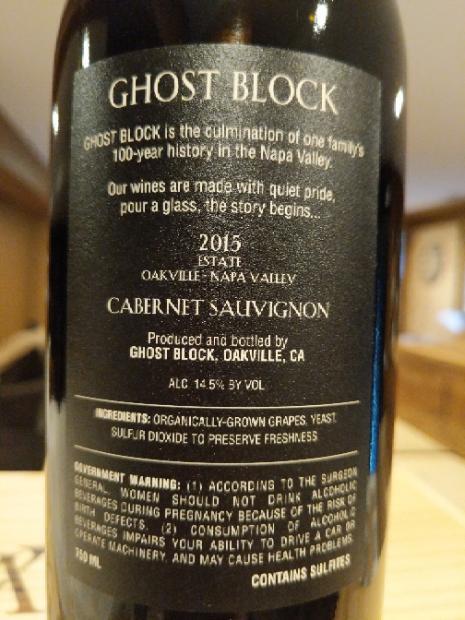 GHOST BLOCK
GHOST BLOCK is the culmination of one family's
100-year history in the Napa Valley.
Our wines are made with quiet pride,
pour a glass, the story begins...
2015
ESTATE
OAKVILLE - NAPA VALLEY
CABERNET SAUVIGNON
Produced and bottled by
GHOST BLOCK, OAKVILLE, CA
ALC 14.5% BY VOL
INGREDIENTS: ORGANICALLY-GROWN GRAPES, YEAST,
SULFUR DIOXIDE TO PRESERVE FRESHNESS
GOVERNMENT WARNING: (1) ACCORDING TO THE SURGEON
GENERAL, WOMEN SHOULD NOT DRINK ALCOHOLIC
BEVERAGES DURING PREGNANCY BECAUSE OF THE RISK OF
BIRTH DEFECTS. (2) CONSUMPTION OF ALCOHOLIC
BEVERAGES IMPAIRS YOUR ABILITY TO DRIVE A CAR OR
OPERATE MACHINERY, AND MAY CAUSE HEALTH PROBLEMS.
750 ML
CONTAINS SULFITES